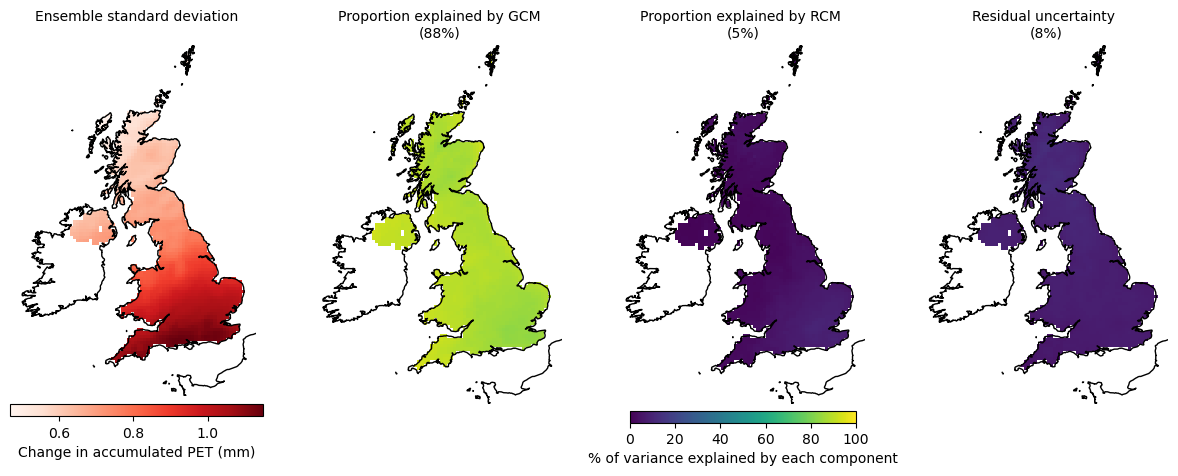 Ensemble standard deviation
Proportion explained by GCM
(88%)
Proportion explained by RCM
(5%)
Residual uncertainty
(8%)
0.6 0.8 1.0
Change in accumulated PET (mm)
0 20 40 60 80 100
% of variance explained by each component